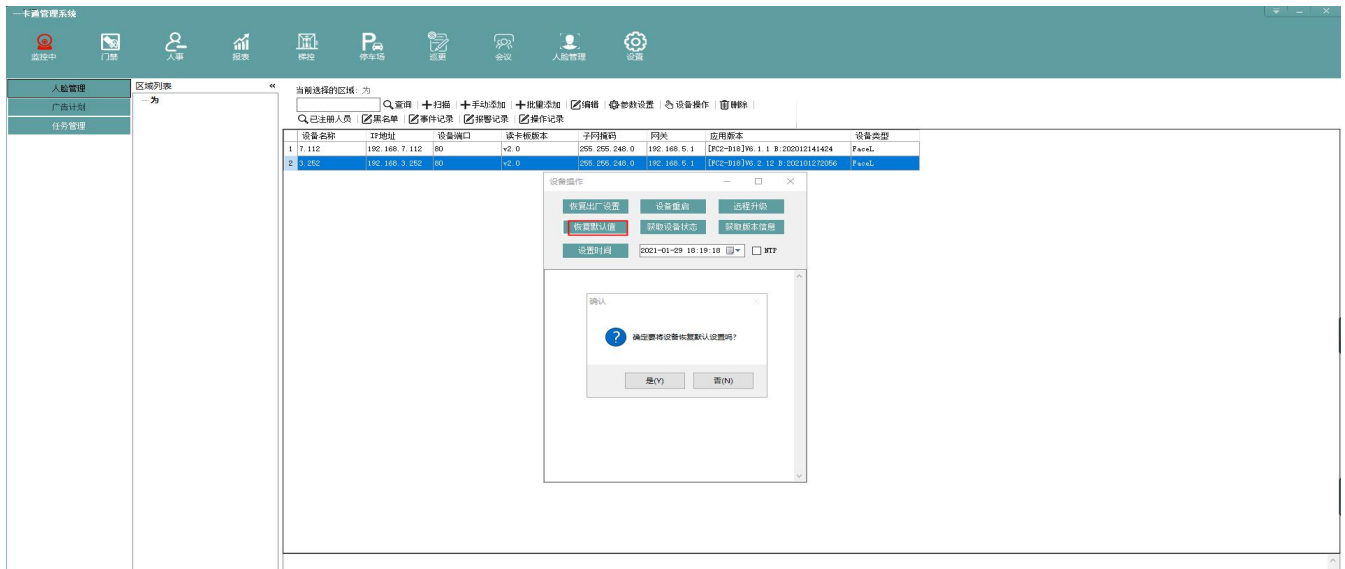 一卡通管理系统
监控中 门禁 人事 报表 梯控 停车场 巡更 会议 人脸管理 设置
人脸管理
广告计划
任务管理
区域列表 «
为
当前选择的区域: 为
查询 扫描 手动添加 批量添加 编辑 参数设置 设备操作 删除
已注册人员 黑名单 事件记录 报警记录 操作记录
设备名称 IP地址 设备端口 读卡板版本 子网掩码 网关 应用版本 设备类型
1 7.112 192.168.7.112 80 v2.0 255.255.248.0 192.168.5.1 [FC2-D18]V6.1.1 B:202012141424 FaceL
2 3.252 192.168.3.252 80 v2.0 255.255.248.0 192.168.5.1 [FC2-D18]V6.2.12 B:202101272056 FaceL
设备操作
恢复出厂设置 设备重启 远程升级
恢复默认值 获取设备状态 获取版本信息
设置时间 2021-01-29 18:19:18 NTP
确认
确定要将设备恢复默认设置吗?
是(Y) 否(N)